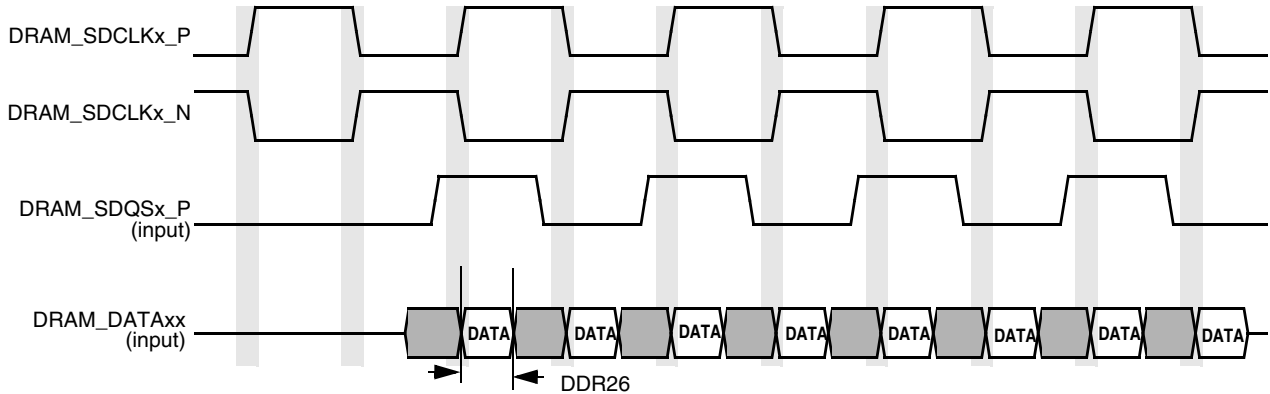 DRAM_SDCLKx_P
DRAM_SDCLKx_N
DRAM_SDQSx_P
(input)
DRAM_DATAxx
(input)
DATA DATA DATA DATA DATA DATA DATA DATA
DDR26